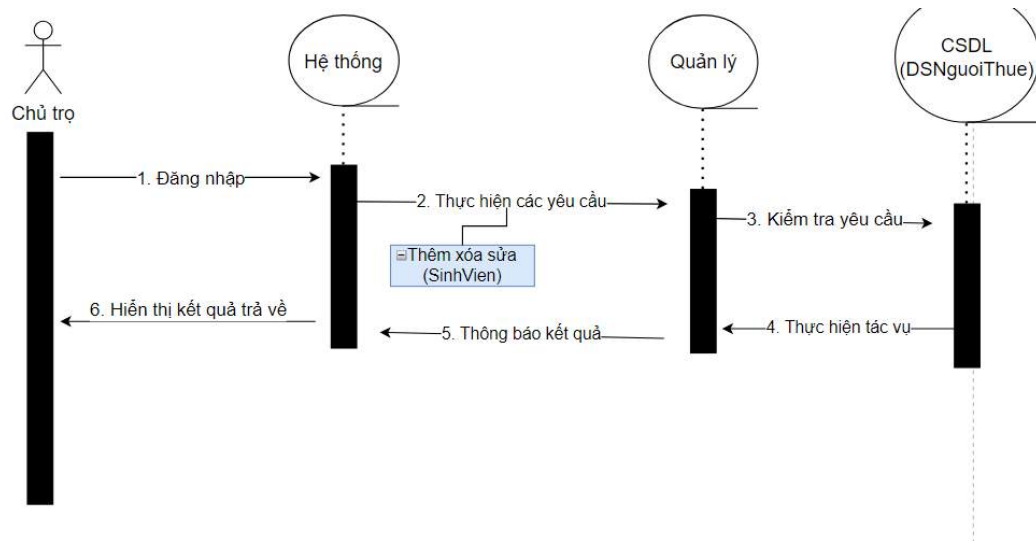 Chủ trọ
Hệ thống
Quản lý
CSDL
(DSNguoiThue)
1. Đăng nhập
2. Thực hiện các yêu cầu
3. Kiểm tra yêu cầu
Thêm xóa sửa
(SinhVien)
4. Thực hiện tác vụ
5. Thông báo kết quả
6. Hiển thị kết quả trả về